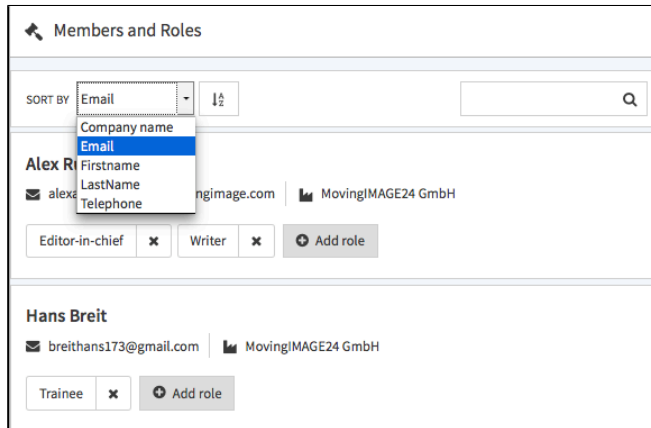 Members and Roles
SORT BY Email
Company name
Email
Firstname
LastName
Telephone
Alex
ngimage.com MovingIMAGE24 GmbH
Editor-in-chief Writer Add role
Hans Breit
breithans173@gmail.com MovingIMAGE24 GmbH
Trainee Add role